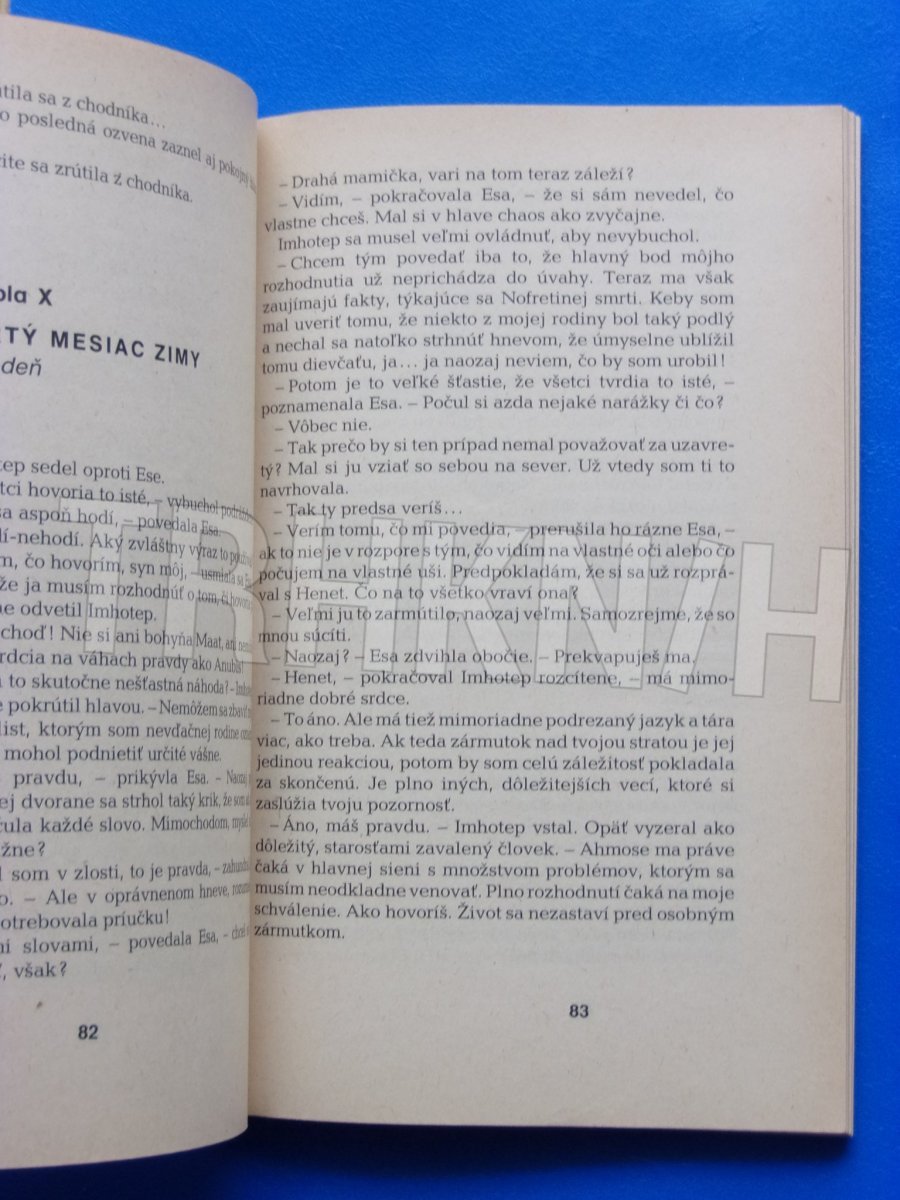 tila sa z chodníka...
o posledná ozvena zaznel aj pokojný
ite sa zrútila z chodníka.
ola X
TÝ MESIAC ZIMY
deň
tep sedel oproti Ese.
tci hovoria to isté, – vybuchol
sa aspoň hodí, – povedala Esa.
dí-nehodí. Aký zvláštny výraz to
m, čo hovorím, syn môj, – usmiala sa
že ja musím rozhodnúť o tom, či
ne odvetil Imhotep.
choď! Nie si ani bohyňa Maat, ani
rdcia na váhach pravdy ako Anubis!
to skutočne nešťastná náhoda? –
e pokrútil hlavou. – Nemôžem sa zbaviť
list, ktorým som nevďačnej rodine
mohol podnietiť určité vášne.
pravdu, – prikývla Esa. –
ej dvorane sa strhol taký krik, že som
ula každé slovo. Mimochodom,
žne?
l som v zlosti, to je pravda, –
o. – Ale v oprávnenom hneve,
otrebovala príučku!
mi slovami, – povedala Esa, –
, však?
82
– Drahá mamička, vari na tom teraz záleží?
– Vidím, – pokračovala Esa, – že si sám nevedel, čo
vlastne chceš. Mal si v hlave chaos ako zvyčajne.
Imhotep sa musel veľmi ovládnuť, aby nevybuchol.
– Chcem tým povedať iba to, že hlavný bod môjho
rozhodnutia už neprichádza do úvahy. Teraz ma však
zaujímajú fakty, týkajúce sa Nofretinej smrti. Keby som
mal uveriť tomu, že niekto z mojej rodiny bol taký podlý
a nechal sa natoľko strhnúť hnevom, že úmyselne ublížil
tomu dievčaťu, ja... ja naozaj neviem, čo by som urobil!
– Potom je to veľké šťastie, že všetci tvrdia to isté, –
poznamenala Esa. – Počul si azda nejaké narážky či čo?
– Vôbec nie.
– Tak prečo by si ten prípad nemal považovať za uzavre-
tý? Mal si ju vziať so sebou na sever. Už vtedy som ti to
navrhovala.
– Tak ty predsa veríš...
– Verím tomu, čo mi povedia, – prerušila ho rázne Esa, –
ak to nie je v rozpore s tým, čo vidím na vlastné oči alebo čo
počujem na vlastné uši. Predpokladám, že si sa už rozprá-
val s Henet. Čo na to všetko vraví ona?
– Veľmi ju to zarmútilo, naozaj veľmi. Samozrejme, že so
mnou súcíti.
– Naozaj? – Esa zdvihla obočie. – Prekvapuješ ma.
– Henet, – pokračoval Imhotep rozcítene, – má mimo-
riadne dobré srdce.
– To áno. Ale má tiež mimoriadne podrezaný jazyk a tára
viac, ako treba. Ak teda zármutok nad tvojou stratou je jej
jedinou reakciou, potom by som celú záležitosť pokladala
za skončenú. Je plno iných, dôležitejších vecí, ktoré si
zaslúžia tvoju pozornosť.
– Áno, máš pravdu. – Imhotep vstal. Opäť vyzeral ako
dôležitý, starosťami zavalený človek. – Ahmose ma práve
čaká v hlavnej sieni s množstvom problémov, ktorým sa
musím neodkladne venovať. Plno rozhodnutí čaká na moje
schválenie. Ako hovoríš. Život sa nezastaví pred osobným
zármutkom.
83